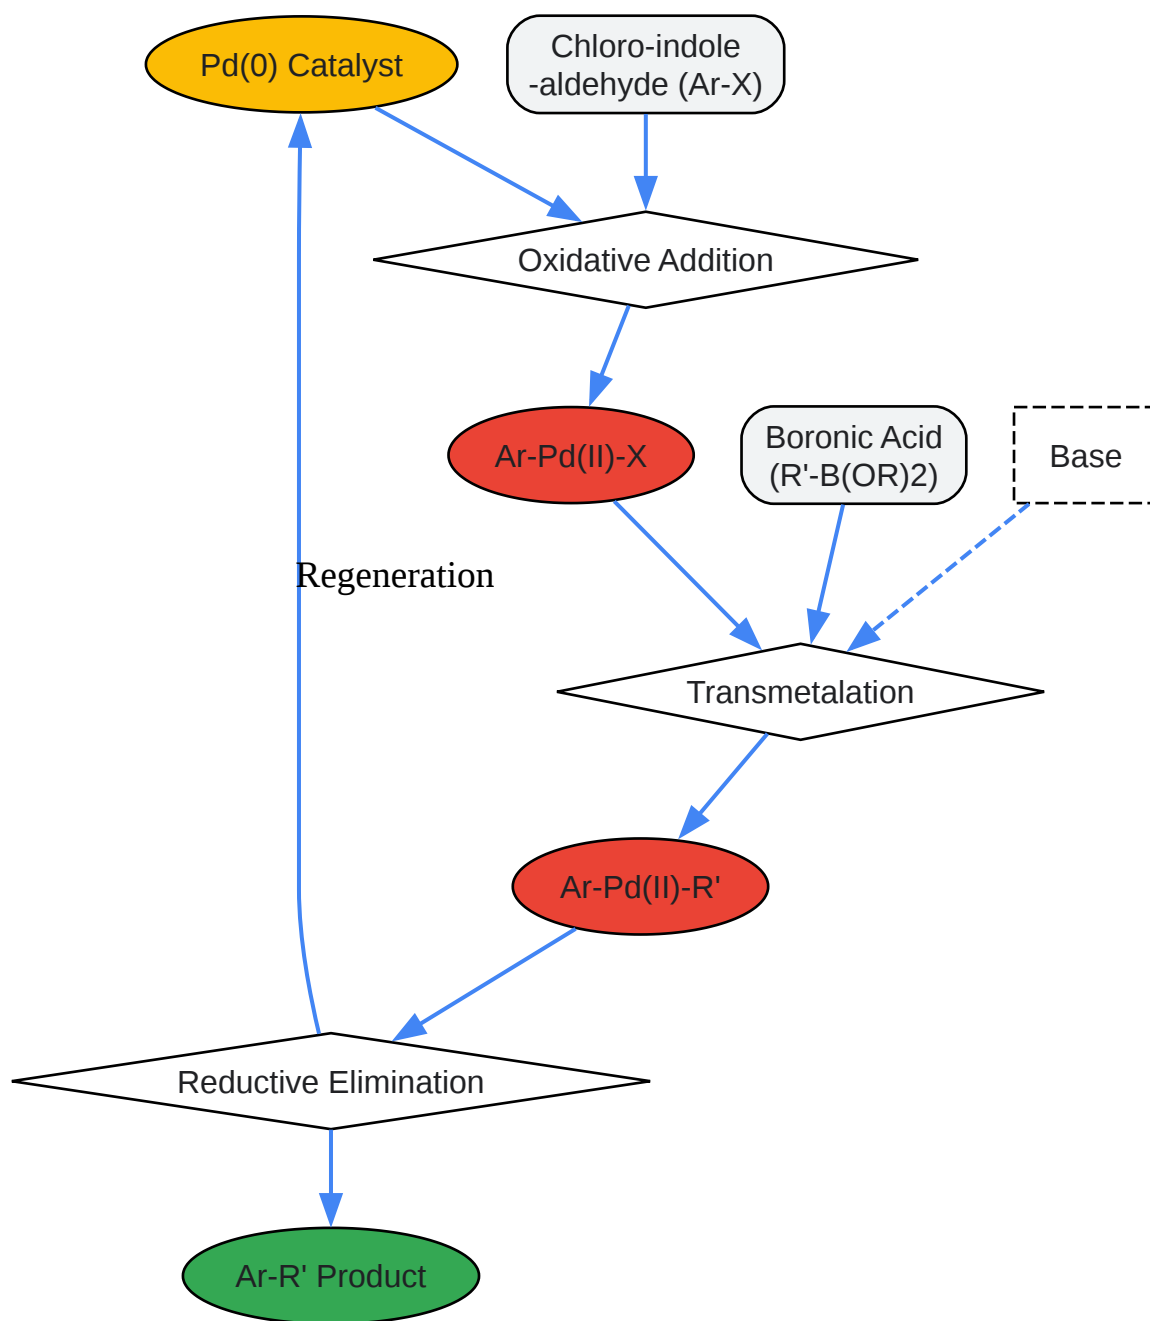 Pd(0) Catalyst
Chloro-indole
-aldehyde (Ar-X)
Oxidative Addition
Ar-Pd(II)-X
Boronic Acid
(R'-B(OR)2)
Base
Regeneration
Transmetalation
Ar-Pd(II)-R'
Reductive Elimination
Ar-R' Product